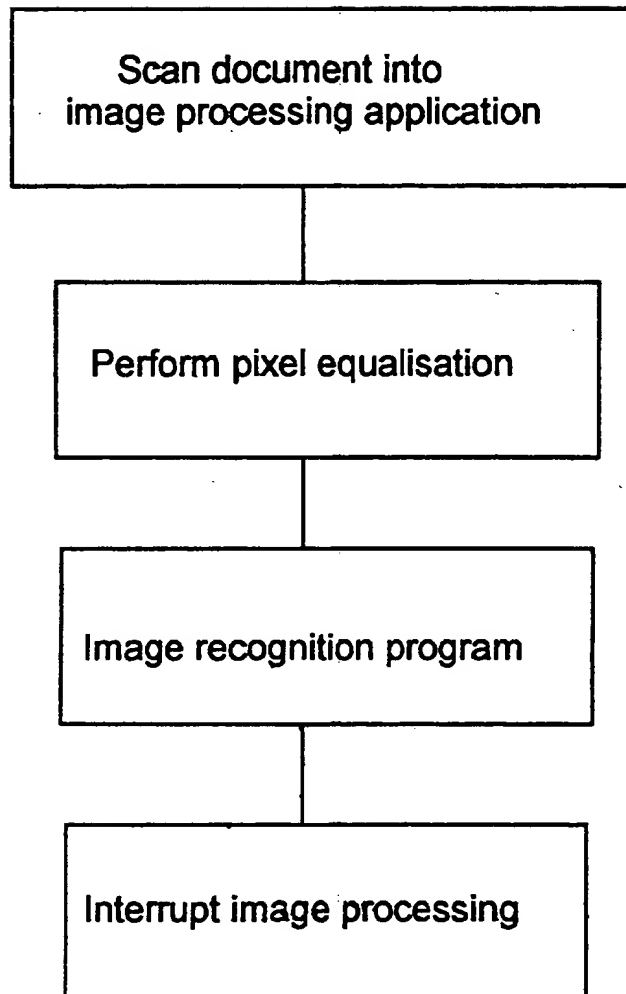 Scan document into
image processing application
Perform pixel equalisation
Image recognition program
Interrupt image processing